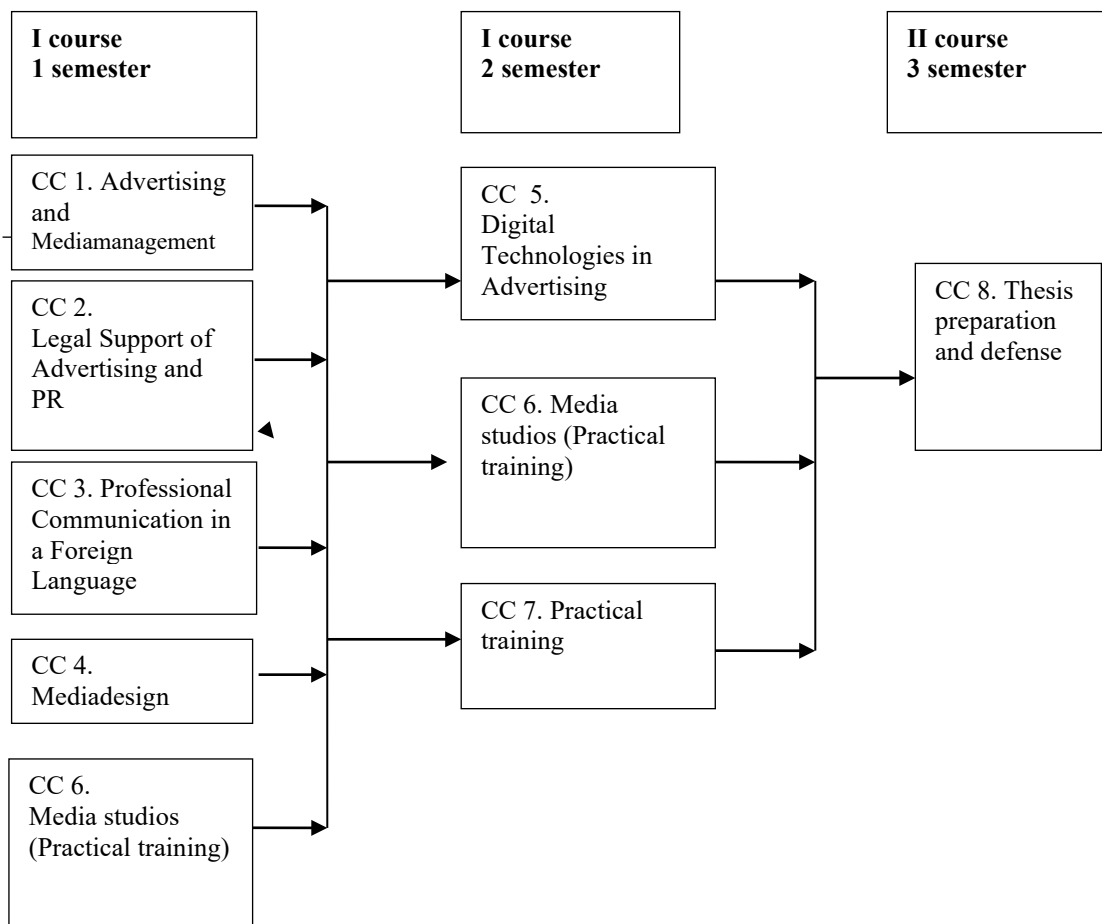 I course
1 semester
I course
2 semester
II course
3 semester
CC 1. Advertising
and
Mediamanagement
CC 2.
Legal Support of
Advertising and
PR
CC 3. Professional
Communication in
a Foreign
Language
CC 4.
Mediadesign
CC 6.
Media studios
(Practical training)
CC 5.
Digital
Technologies in
Advertising
CC 6. Media
studios (Practical
training)
CC 7. Practical
training
CC 8. Thesis
preparation
and defense